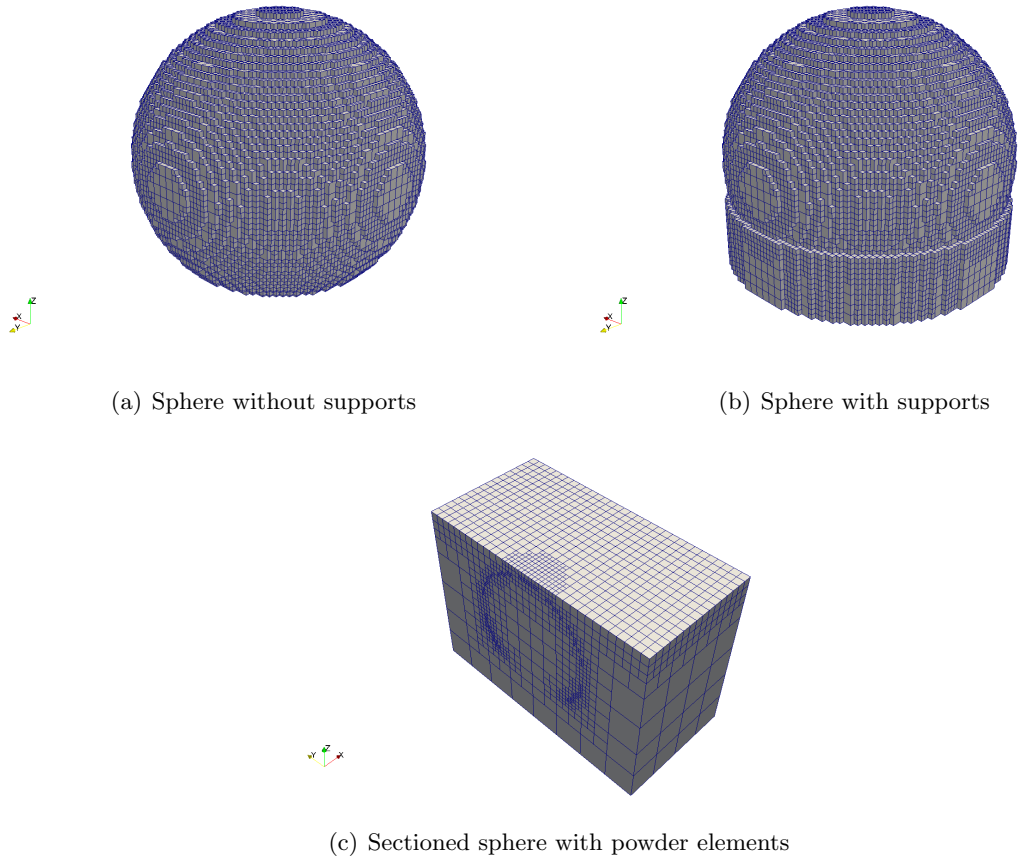 Z
X
Y
Z
X
Y
(a) Sphere without supports
(b) Sphere with supports
Z
Y
X
(c) Sectioned sphere with powder elements